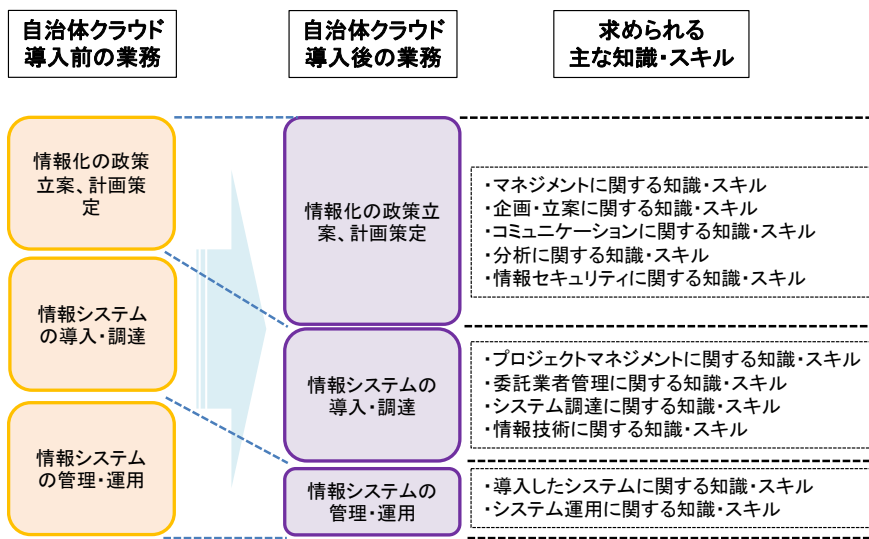 自治体クラウド
導入前の業務
自治体クラウド
導入後の業務
求められる
主な知識・スキル
情報化の政策
立案、計画策
定
情報システム
の導入・調達
情報システム
の管理・運用
情報化の政策立
案、計画策定
情報システムの
導入・調達
情報システムの
管理・運用
・マネジメントに関する知識・スキル
・企画・立案に関する知識・スキル
・コミュニケーションに関する知識・スキル
・分析に関する知識・スキル
・情報セキュリティに関する知識・スキル
・プロジェクトマネジメントに関する知識・スキル
・委託業者管理に関する知識・スキル
・システム調達に関する知識・スキル
・情報技術に関する知識・スキル
・導入したシステムに関する知識・スキル
・システム運用に関する知識・スキル